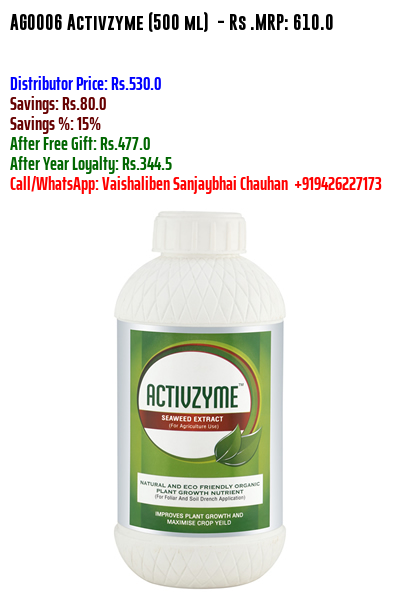 AG0006 Activzyme (500 ml) - Rs .MRP: 610.0
Distributor Price: Rs.530.0
Savings: Rs.80.0
Savings %: 15%
After Free Gift: Rs.477.0
After Year Loyalty: Rs.344.5
Call/WhatsApp: Vaishaliben Sanjaybhai Chauhan +919426227173
ACTIVZYME™
SEAWEED EXTRACT
(For Agriculture Use)
NATURAL AND ECO FRIENDLY ORGANIC
PLANT GROWTH NUTRIENT
(For Foliar And Soil Drench Application)
IMPROVES PLANT GROWTH AND
MAXIMISE CROP YEILD